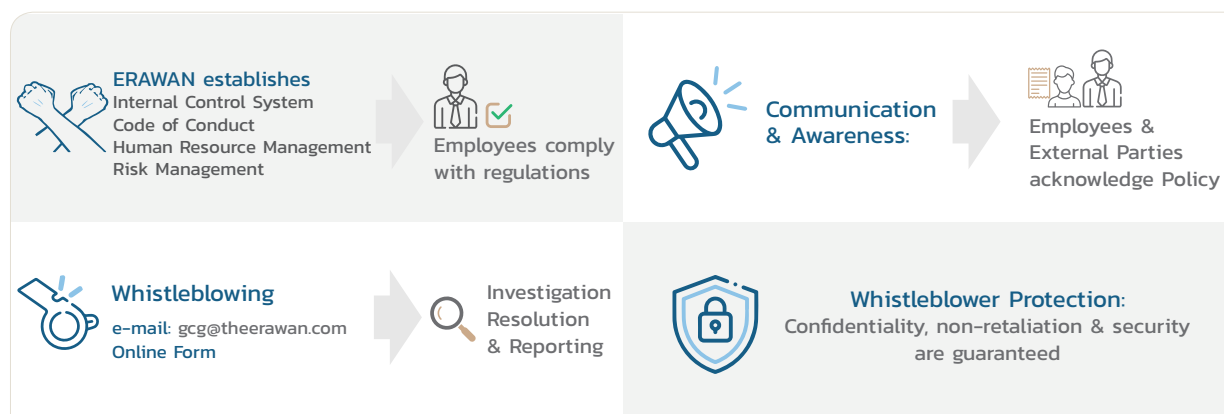 ERAWAN establishes
Internal Control System
Code of Conduct
Human Resource Management
Risk Management
Employees comply
with regulations
Communication
& Awareness:
Employees &
External Parties
acknowledge Policy
Whistleblowing
e-mail: gcg@theerawan.com
Online Form
Investigation
Resolution
& Reporting
Whistleblower Protection:
Confidentiality, non-retaliation & security
are guaranteed